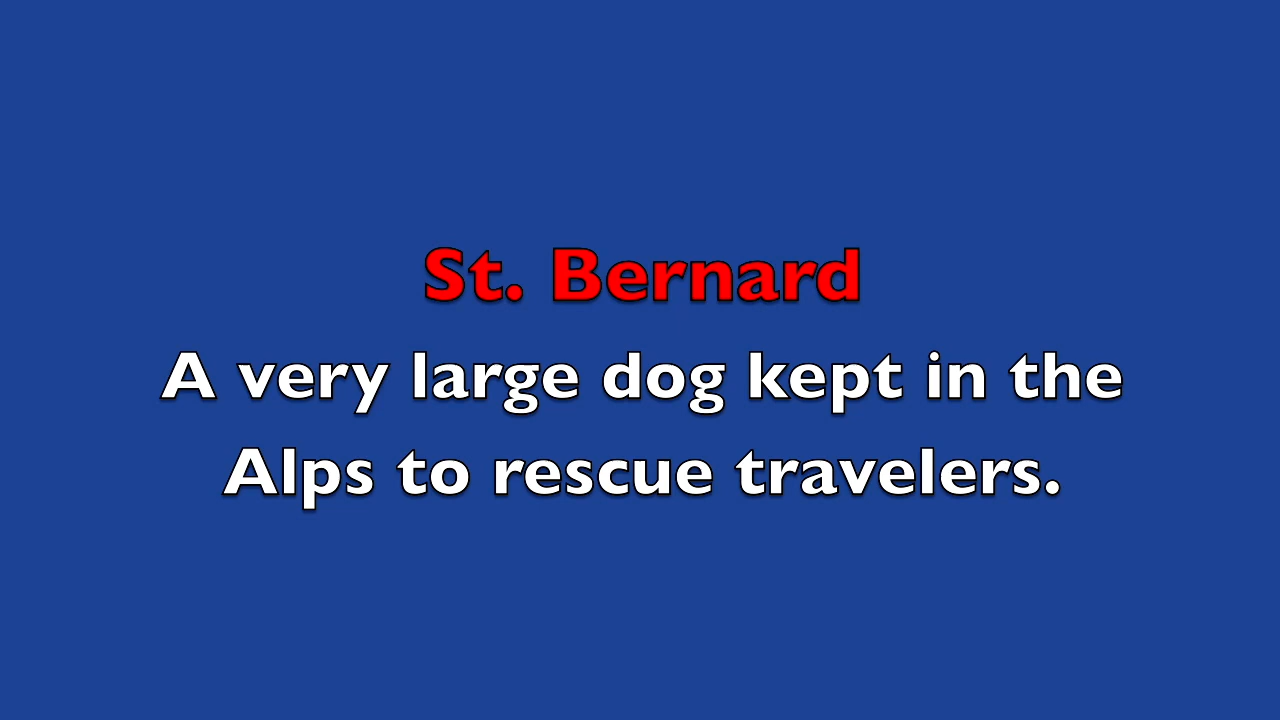 St. Bernard
A very large dog kept in the
Alps to rescue travelers.